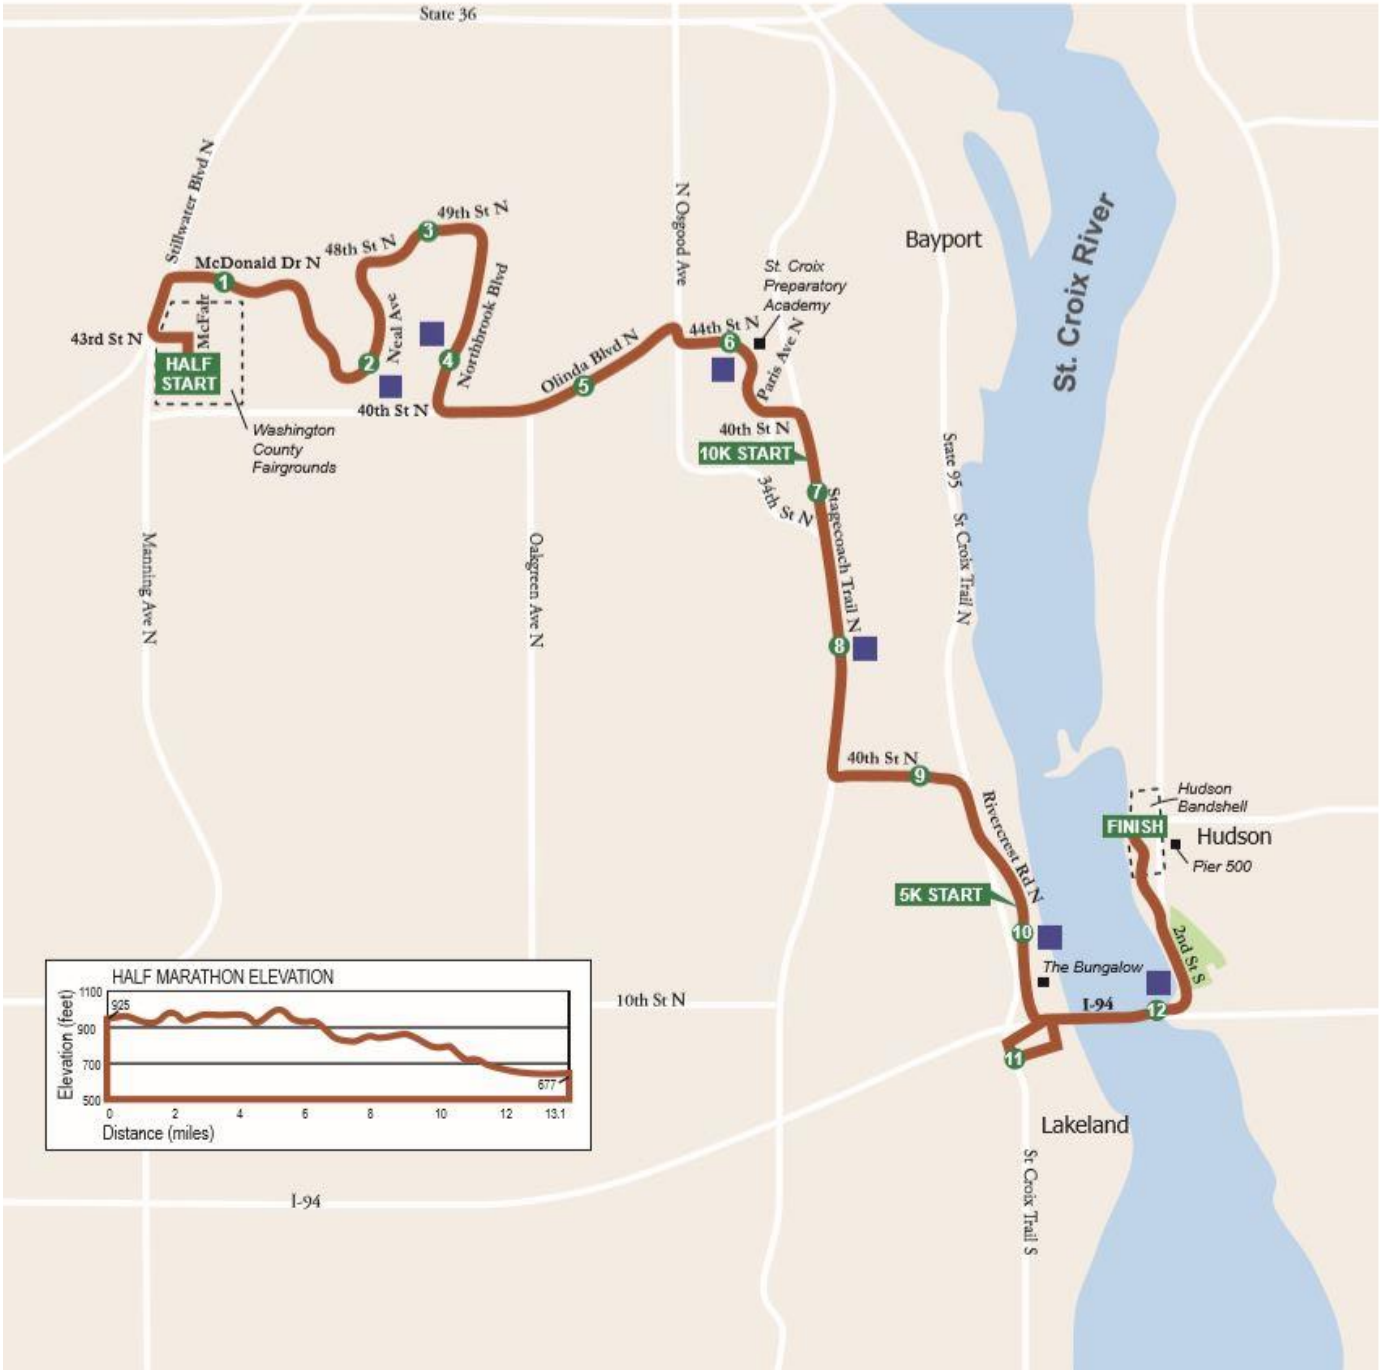 State 36
Stillwater Blvd N
N Osgood Ave
49th St N
48th St N
3
Bayport
St. Croix River
McDonald Dr N
1
St. Croix
Preparatory
Academy
McFair
43rd St N
Neal Ave
Northbrook Blvd
44th St N
6
Paris Ave N
HALF
START
2
4
Olinda Blvd N
5
40th St N
Washington
County
Fairgrounds
40th St N
10K START
7
34th St N
State 95
St Croix Trail N
Stagecoach Trail N
Manning Ave N
Oakgreen Ave N
8
40th St N
9
Rivercrest Rd N
Hudson
Bandshell
FINISH
Hudson
Pier 500
5K START
10
2nd St S
The Bungalow
I-94
12
10th St N
11
Lakeland
St Croix Trail S
HALF MARATHON ELEVATION
Elevation (feet)
1100
925
900
700
677
500
0 2 4 6 8 10 12 13.1
Distance (miles)
I-94